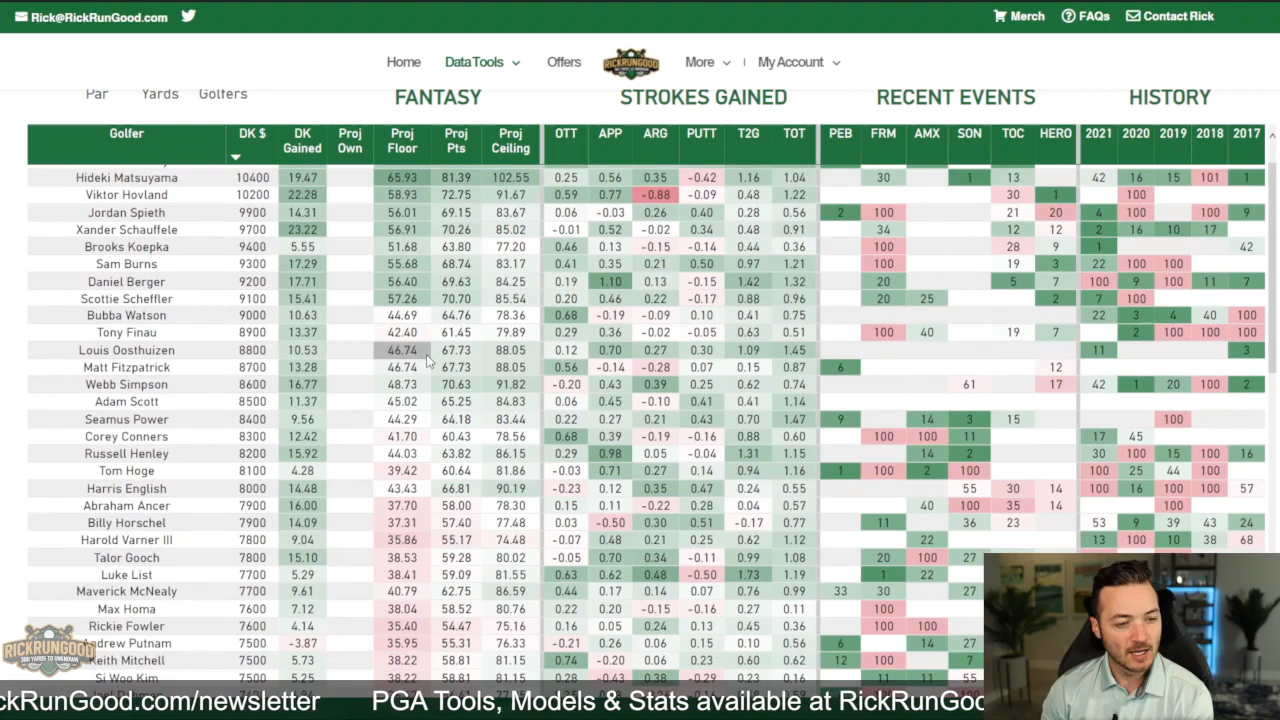 Rick@RickRunGood.com Merch FAQs Contact Rick
Home Data Tools Offers RICKRUNGOOD More | My Account
Par Yards Golfers FANTASY STROKES GAINED RECENT EVENTS HISTORY
Golfer DK $ DK Gained Proj Own Proj Floor Proj Pts Proj Ceiling OTT APP ARG PUTT T2G TOT PEB FRM AMX SON TOC HERO 2021 2020 2019 2018 2017
Hideki Matsuyama 10400 19.47 65.93 81.39 102.55 0.25 0.56 0.35 -0.42 1.16 1.04 30 1 13 42 16 15 101 1
Viktor Hovland 10200 22.28 58.93 72.75 91.67 0.59 0.77 -0.88 -0.09 0.48 1.22 30 1 100
Jordan Spieth 9900 14.31 56.01 69.15 83.67 0.06 -0.03 0.26 0.40 0.28 0.56 2 100 21 20 4 100 100 9
Xander Schauffele 9700 23.22 56.91 70.26 85.02 -0.01 0.52 -0.02 0.34 0.48 0.91 34 12 12 2 16 10 17
Brooks Koepka 9400 5.55 51.68 63.80 77.20 0.46 0.13 -0.15 -0.14 0.44 0.36 100 28 9 1 42
Sam Burns 9300 17.29 55.68 68.74 83.17 0.41 0.35 0.21 0.50 0.97 1.21 100 19 3 22 100 100
Daniel Berger 9200 17.71 56.40 69.63 84.25 0.19 1.10 0.13 -0.15 1.42 1.32 20 5 7 100 9 100 11 7
Scottie Scheffler 9100 15.41 57.26 70.70 85.54 0.20 0.46 0.22 -0.17 0.88 0.96 20 25 2 7 100
Bubba Watson 9000 10.63 44.69 64.76 78.36 0.68 -0.19 -0.09 0.10 0.41 0.75 22 3 4 40 100
Tony Finau 8900 13.37 42.40 61.45 79.89 0.29 0.36 -0.02 -0.05 0.63 0.51 100 40 19 7 2 100 100 100
Louis Oosthuizen 8800 10.53 46.74 67.73 88.05 0.12 0.70 0.27 0.30 1.09 1.45 11 3
Matt Fitzpatrick 8700 13.28 46.74 67.73 88.05 0.56 -0.14 -0.28 0.07 0.15 0.87 6 12
Webb Simpson 8600 16.77 48.73 70.63 91.82 -0.20 0.43 0.39 0.25 0.62 0.74 61 17 42 1 20 100 2
Adam Scott 8500 11.37 45.02 65.25 84.83 0.06 0.45 -0.10 0.41 0.41 1.14
Seamus Power 8400 9.56 44.29 64.18 83.44 0.22 0.27 0.21 0.43 0.70 1.47 9 14 3 15 100
Corey Conners 8300 12.42 41.70 60.43 78.56 0.68 0.39 -0.19 -0.16 0.88 0.60 100 100 11 17 45
Russell Henley 8200 15.92 44.03 63.82 86.15 0.29 0.98 0.05 -0.04 1.31 1.15 14 2 30 100 15 100 16
Tom Hoge 8100 4.28 39.42 60.64 81.86 -0.03 0.71 0.27 0.14 0.94 1.16 1 100 2 100 100 25 44 100
Harris English 8000 14.48 43.43 66.81 90.19 -0.23 0.12 0.35 0.47 0.24 0.55 55 30 14 100 16 100 100 57
Abraham Ancer 7900 16.00 37.70 58.00 78.30 0.15 0.11 -0.22 0.28 0.04 0.57 40 100 35 14 100
Billy Horschel 7900 14.09 37.31 57.40 77.48 0.03 -0.50 0.30 0.51 -0.17 0.77 11 36 23 53 9 39 43 24
Harold Varner III 7800 9.04 35.86 55.17 74.48 -0.07 0.48 0.21 0.25 0.62 1.12 22 13 100 10 38 68
Talor Gooch 7800 15.10 38.53 59.28 80.02 -0.05 0.70 0.34 -0.11 0.99 1.08 20 100 27
Luke List 7700 5.29 38.41 59.09 81.55 0.63 0.62 0.48 -0.50 1.73 1.19 1 22
Maverick McNealy 7700 9.61 40.79 62.75 86.59 0.44 0.17 0.14 0.07 0.76 0.99 33 30 27
Max Homa 7600 7.12 38.04 58.52 80.76 0.22 0.20 -0.15 -0.16 0.27 0.11 100
Rickie Fowler 7600 4.14 35.40 54.47 75.16 0.16 0.05 0.24 0.13 0.45 0.36 100 100
Andrew Putnam 7500 -3.87 35.95 55.31 76.33 -0.21 0.26 0.06 0.15 0.10 0.56 6 14 27
Keith Mitchell 7500 5.73 38.22 58.81 81.15 0.74 -0.20 0.06 0.23 0.60 0.62 12 100 7
Si Woo Kim 7500 5.25 38.22 58.81 81.15 0.28 -0.43 0.38 -0.29 0.23 0.16 11 11 55
RICKRUNGOOD
300 YARDS TO UNKNOWN
ckRunGood.com/newsletter PGA Tools, Models & Stats available at RickRunGoo